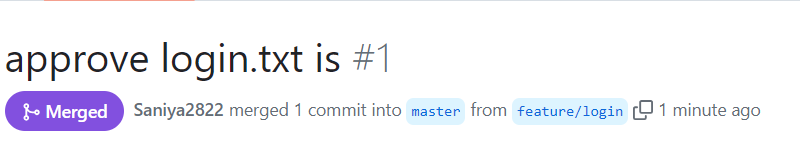 approve login.txt is #1
Merged Saniya2822 merged 1 commit into master from feature/login 1 minute ago